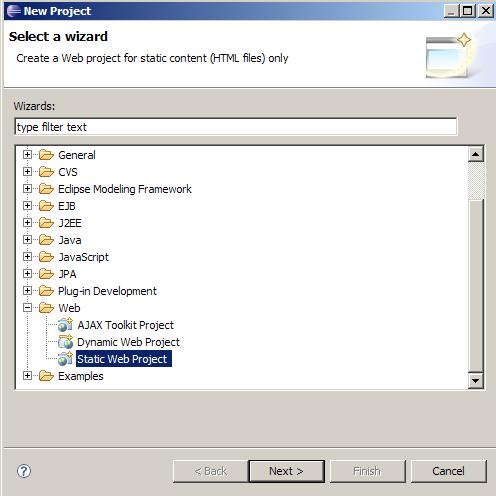 New Project
Select a wizard
Create a Web project for static content (HTML files) only
Wizards:
type filter text
General
CVS
Eclipse Modeling Framework
EJB
J2EE
Java
JavaScript
JPA
Plug-in Development
Web
AJAX Toolkit Project
Dynamic Web Project
Static Web Project
Examples
? < Back Next > Finish Cancel